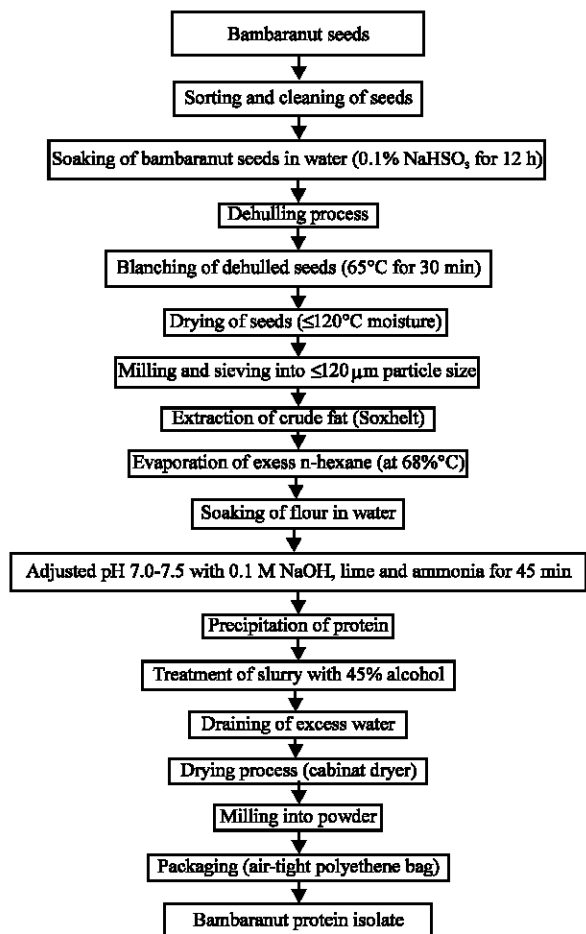 Bambaranut seeds
Sorting and cleaning of seeds
Soaking of bambaranut seeds in water (0.1% NaHSO₃ for 12 h)
Dehulling process
Blanching of dehulled seeds (65°C for 30 min)
Drying of seeds (≤120°C moisture)
Milling and sieving into ≤120 μm particle size
Extraction of crude fat (Soxhelt)
Evaporation of exess n-hexane (at 68%°C)
Soaking of flour in water
Adjusted pH 7.0-7.5 with 0.1 M NaOH, lime and ammonia for 45 min
Precipitation of protein
Treatment of slurry with 45% alcohol
Draining of excess water
Drying process (cabinat dryer)
Milling into powder
Packaging (air-tight polyethene bag)
Bambaranut protein isolate